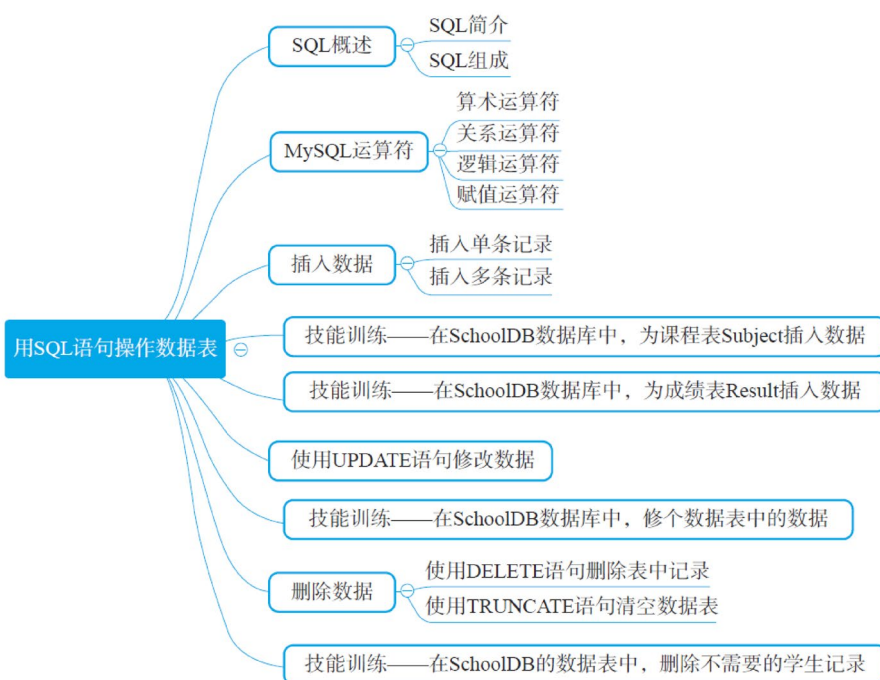 SQL概述
SQL简介
SQL组成
MySQL运算符
算术运算符
关系运算符
逻辑运算符
赋值运算符
插入数据
插入单条记录
插入多条记录
用SQL语句操作数据表
技能训练——在SchoolDB数据库中，为课程表Subject插入数据
技能训练——在SchoolDB数据库中，为成绩表Result插入数据
使用UPDATE语句修改数据
技能训练——在SchoolDB数据库中，修个数据表中的数据
删除数据
使用DELETE语句删除表中记录
使用TRUNCATE语句清空数据表
技能训练——在SchoolDB的数据表中，删除不需要的学生记录